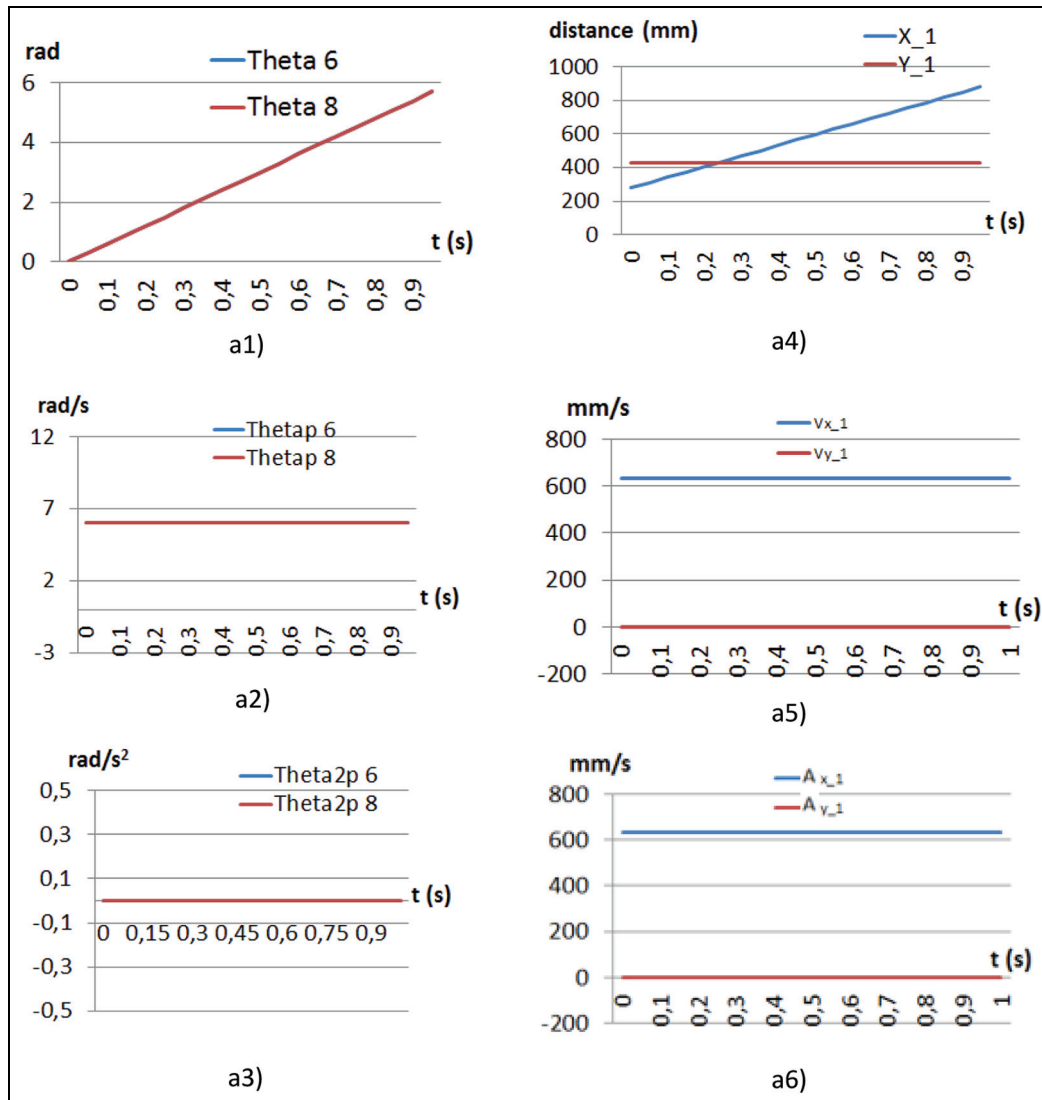 rad
Theta 6
Theta 8
6
4
2
0
t (s)
0 0,1 0,2 0,3 0,4 0,5 0,6 0,7 0,8 0,9
a1)
distance (mm)
X_1
Y_1
1000
800
600
400
200
0
t (s)
0 0,1 0,2 0,3 0,4 0,5 0,6 0,7 0,8 0,9
a4)
rad/s
Thetap 6
Thetap 8
12
7
2
-3
t (s)
0 0,1 0,2 0,3 0,4 0,5 0,6 0,7 0,8 0,9
a2)
mm/s
Vx_1
Vy_1
800
600
400
200
0
-200
t (s)
0 0,1 0,2 0,3 0,4 0,5 0,6 0,7 0,8 0,9 1
a5)
rad/s²
Theta2p 6
Theta2p 8
0,5
0,3
0,1
-0,1
-0,3
-0,5
t (s)
0 0,15 0,3 0,45 0,6 0,75 0,9
a3)
mm/s
A x_1
A y_1
800
600
400
200
0
-200
t (s)
0 0,1 0,2 0,3 0,4 0,5 0,6 0,7 0,8 0,9 1
a6)